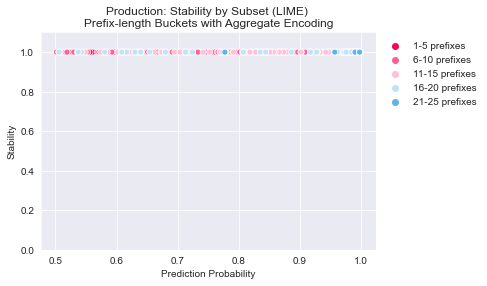 Production: Stability by Subset (LIME)
Prefix-length Buckets with Aggregate Encoding
1.0
0.8
0.6
0.4
0.2
0.0
Stability
0.5 0.6 0.7 0.8 0.9 1.0
Prediction Probability
1-5 prefixes
6-10 prefixes
11-15 prefixes
16-20 prefixes
21-25 prefixes